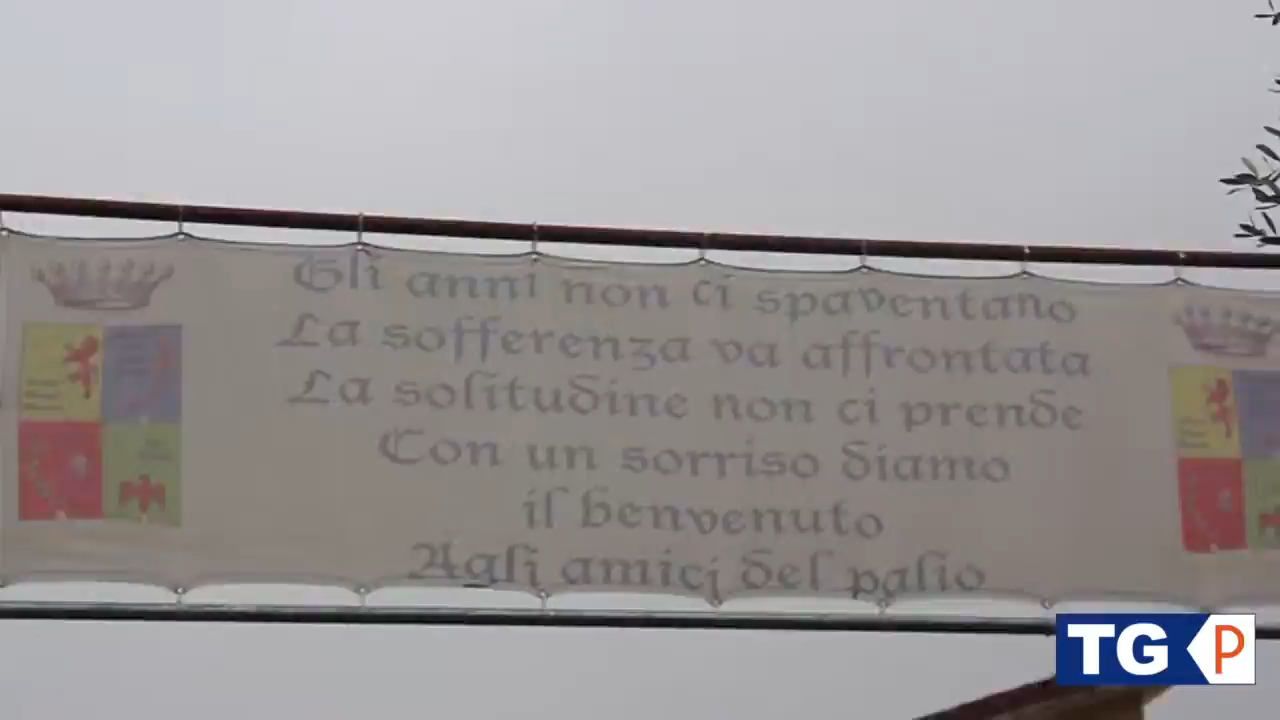 Gli anni non ci spaventano
La sofferenza va affrontata
La solitudine non ci prende
Con un sorriso diamo
il benvenuto
Agli amici del palio
TG P